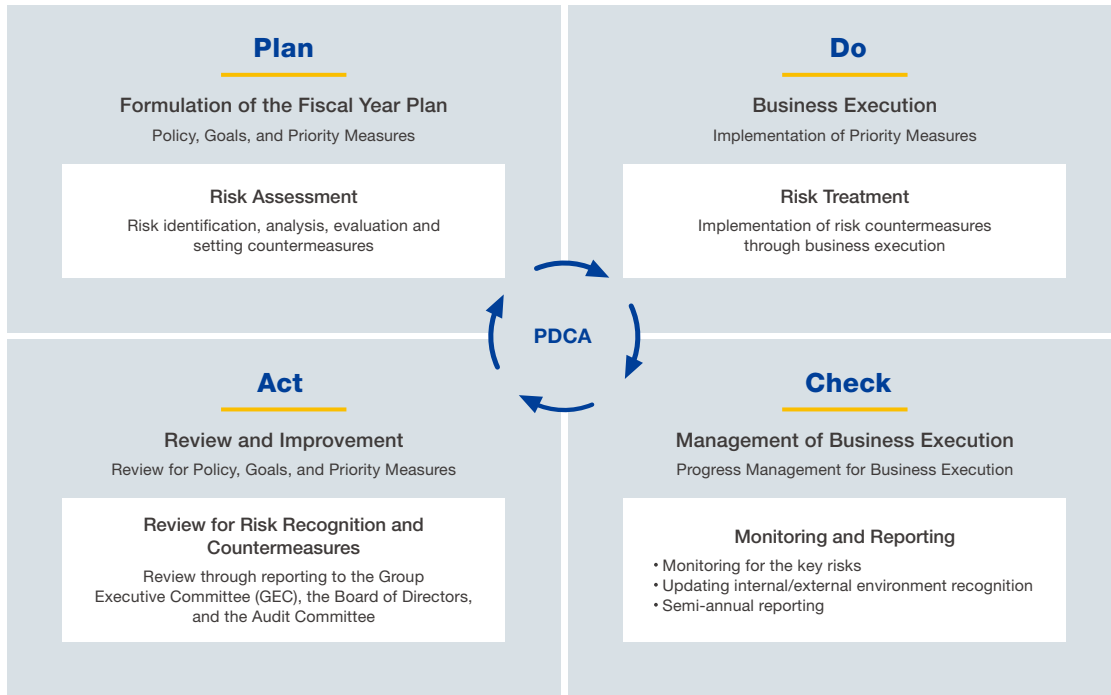 Plan
Formulation of the Fiscal Year Plan
Policy, Goals, and Priority Measures
Risk Assessment
Risk identification, analysis, evaluation and
setting countermeasures
Do
Business Execution
Implementation of Priority Measures
Risk Treatment
Implementation of risk countermeasures
through business execution
PDCA
Act
Review and Improvement
Review for Policy, Goals, and Priority Measures
Review for Risk Recognition and
Countermeasures
Review through reporting to the Group
Executive Committee (GEC), the Board of Directors,
and the Audit Committee
Check
Management of Business Execution
Progress Management for Business Execution
Monitoring and Reporting
• Monitoring for the key risks
• Updating internal/external environment recognition
• Semi-annual reporting